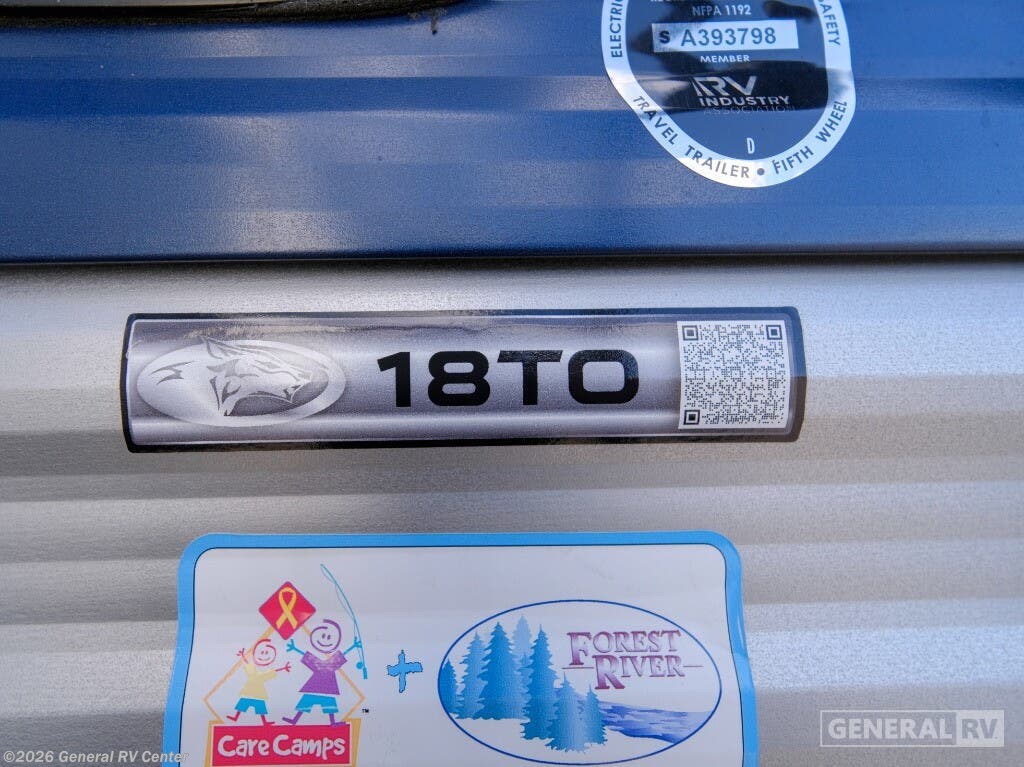 ELECTRIC
SAFETY
NFPA 1192
S A393798
MEMBER
RV
INDUSTRY
ASSOCIATION
D
TRAVEL TRAILER • FIFTH WHEEL
18TO
FOREST
RIVER
+
Care Camps
™
GENERAL RV
©2026 General RV Center